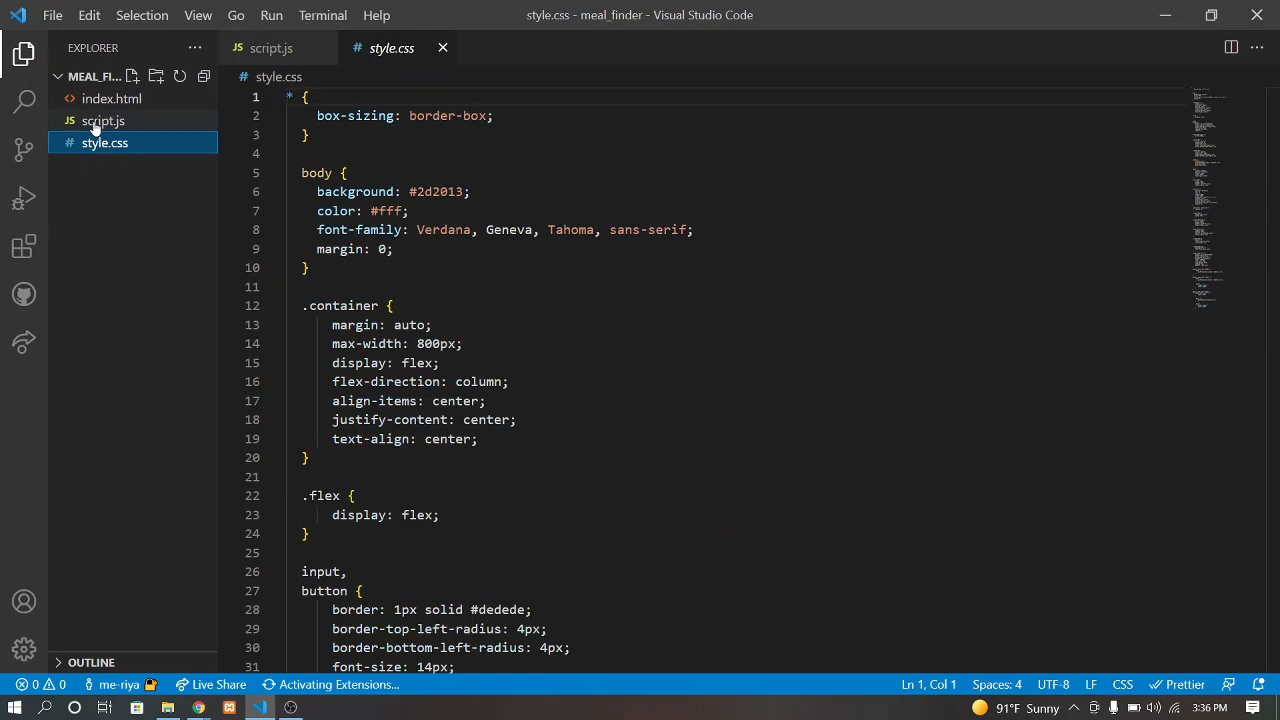 File Edit Selection View Go Run Terminal Help
style.css - meal_finder - Visual Studio Code
EXPLORER
MEAL_FI...
index.html
JS script.js
# style.css
OUTLINE
JS script.js
# style.css
# style.css
1 * {
2 box-sizing: border-box;
3 }
4
5 body {
6 background: #2d2013;
7 color: #fff;
8 font-family: Verdana, Geneva, Tahoma, sans-serif;
9 margin: 0;
10 }
11
12 .container {
13 margin: auto;
14 max-width: 800px;
15 display: flex;
16 flex-direction: column;
17 align-items: center;
18 justify-content: center;
19 text-align: center;
20 }
21
22 .flex {
23 display: flex;
24 }
25
26 input,
27 button {
28 border: 1px solid #dedede;
29 border-top-left-radius: 4px;
30 border-bottom-left-radius: 4px;
31 font-size: 14px;
0 0 me-riya Live Share Activating Extensions...
Ln 1, Col 1 Spaces: 4 UTF-8 LF CSS Prettier
91°F Sunny 3:36 PM